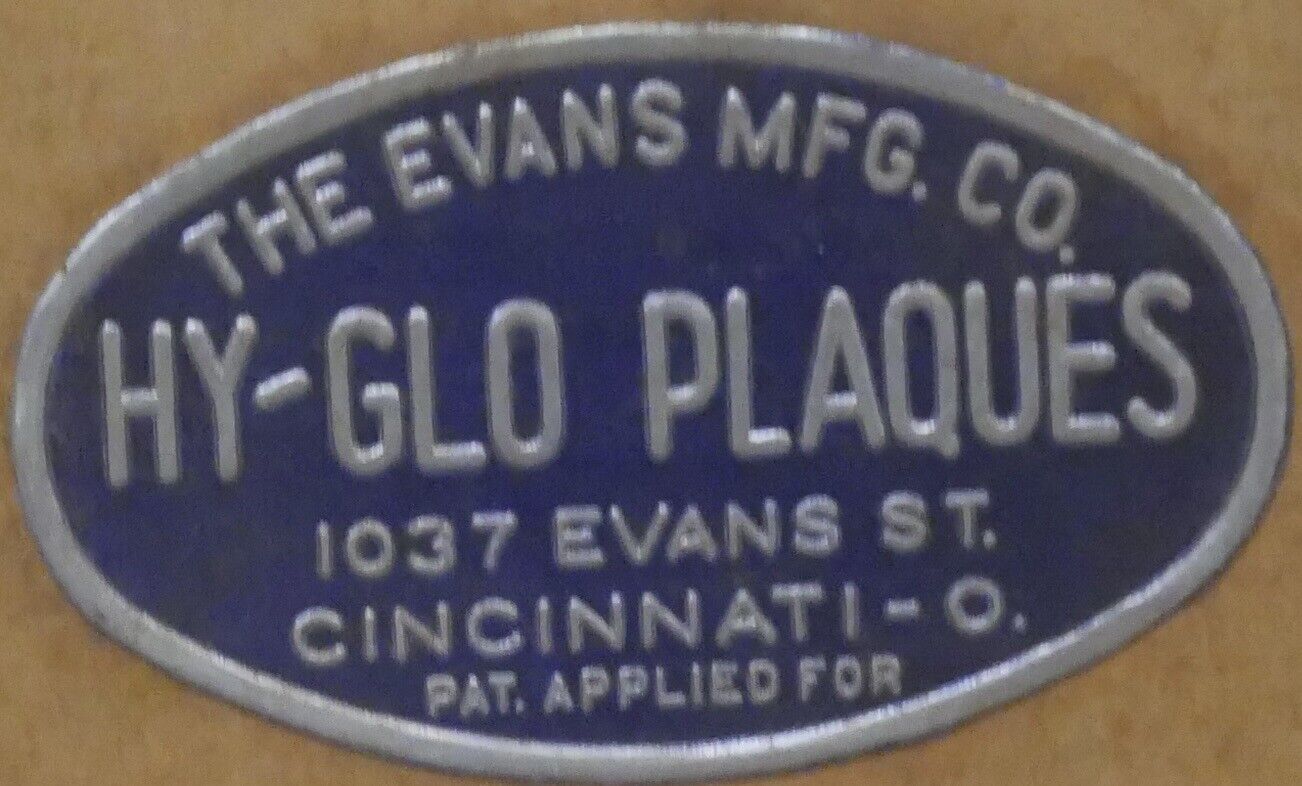 THE EVANS MFG. CO.
HY-GLO PLAQUES
1037 EVANS ST.
CINCINNATI-O.
PAT. APPLIED FOR